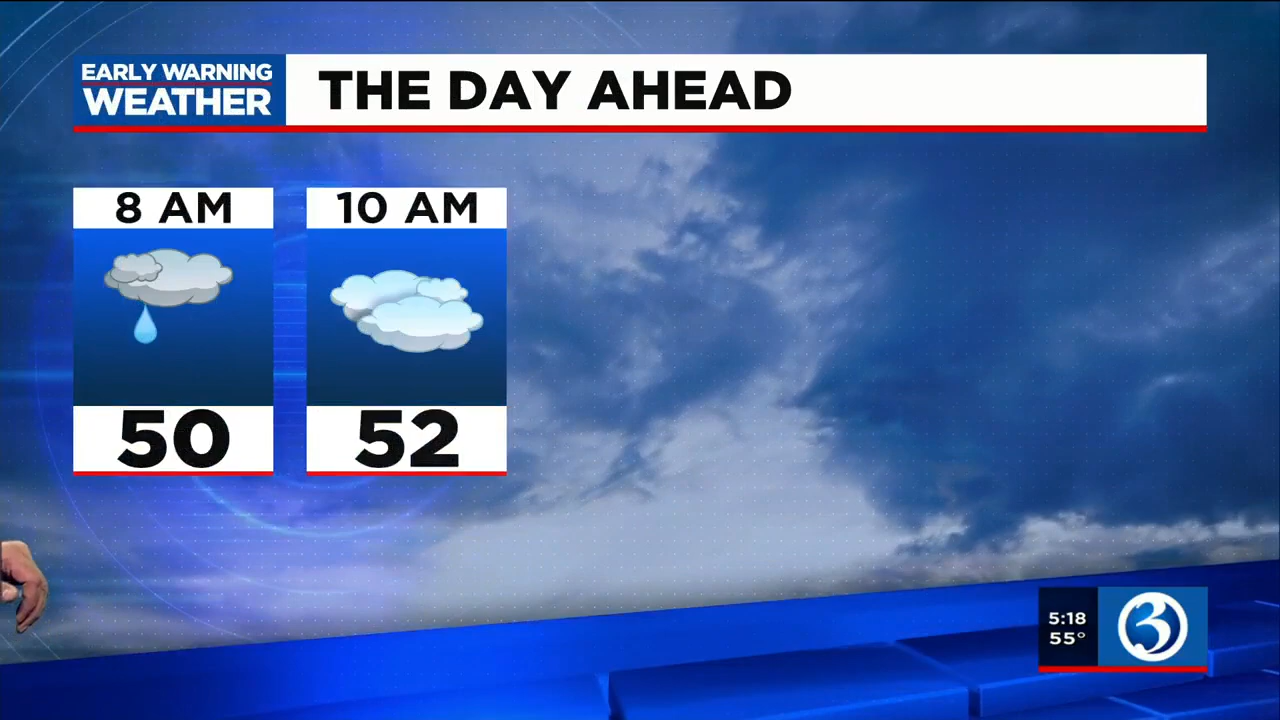 EARLY WARNING
WEATHER
THE DAY AHEAD
8 AM
10 AM
50
52
5:18
55°
3